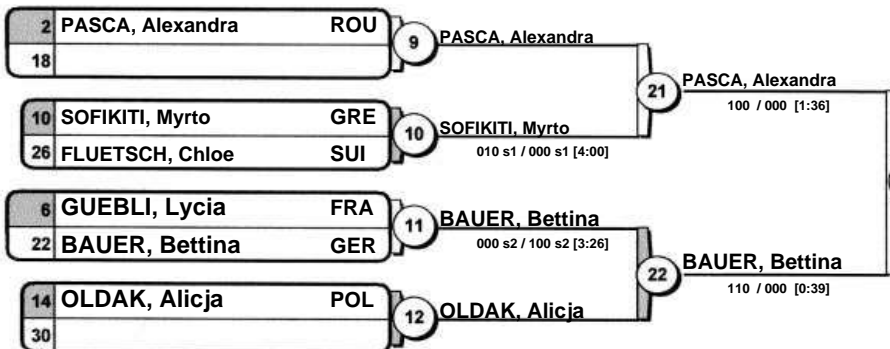 2 PASCA, Alexandra ROU
18
9
PASCA, Alexandra
10 SOFIKITI, Myrto GRE
26 FLUETSCH, Chloe SUI
10
SOFIKITI, Myrto
010 s1 / 000 s1 [4:00]
21
PASCA, Alexandra
100 / 000 [1:36]
6 GUEBLI, Lycia FRA
22 BAUER, Bettina GER
11
BAUER, Bettina
000 s2 / 100 s2 [3:26]
14 OLDAK, Alicja POL
30
12
OLDAK, Alicja
22
BAUER, Bettina
110 / 000 [0:39]